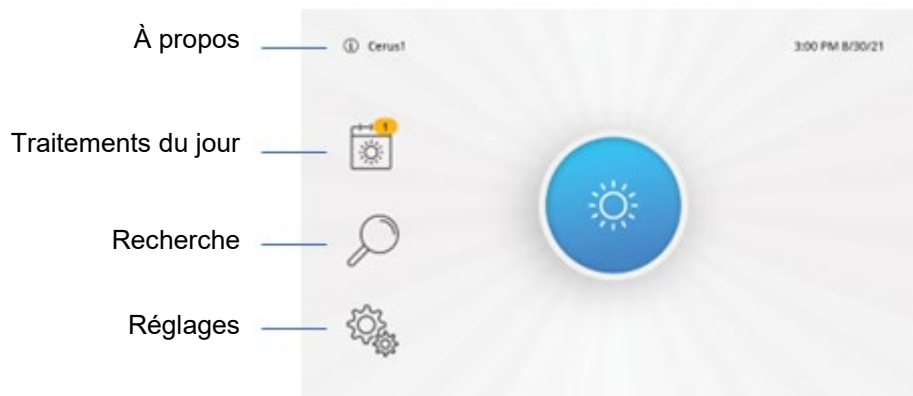 À propos
Cerus1
3:00 PM 8/30/21
1
Traitements du jour
Recherche
Réglages